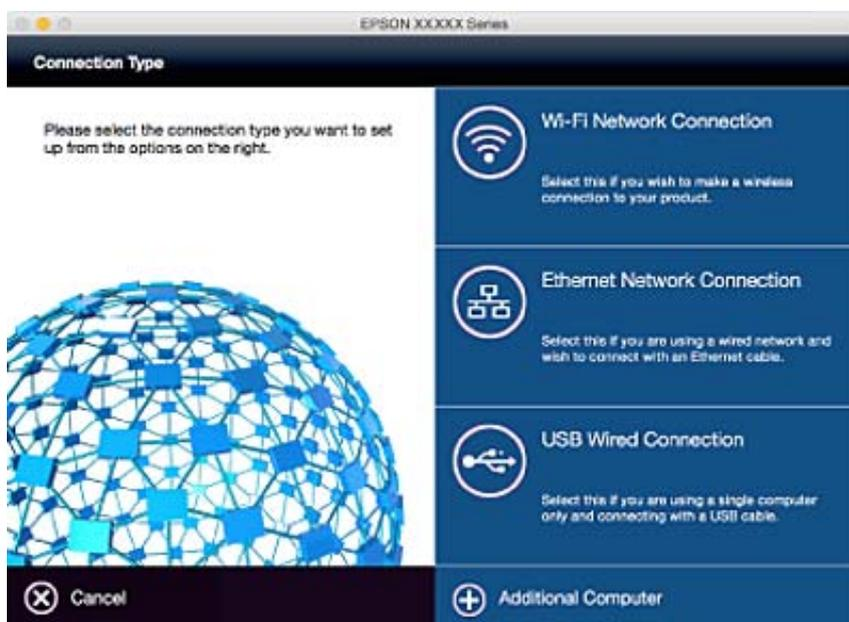 EPSON XXXXX Series
Connection Type
Please select the connection type you want to set
up from the options on the right.
Wi-Fi Network Connection
Select this if you wish to make a wireless
connection to your product.
Ethernet Network Connection
Select this if you are using a wired network and
wish to connect with an Ethernet cable.
USB Wired Connection
Select this if you are using a single computer
only and connecting with a USB cable.
Cancel
Additional Computer